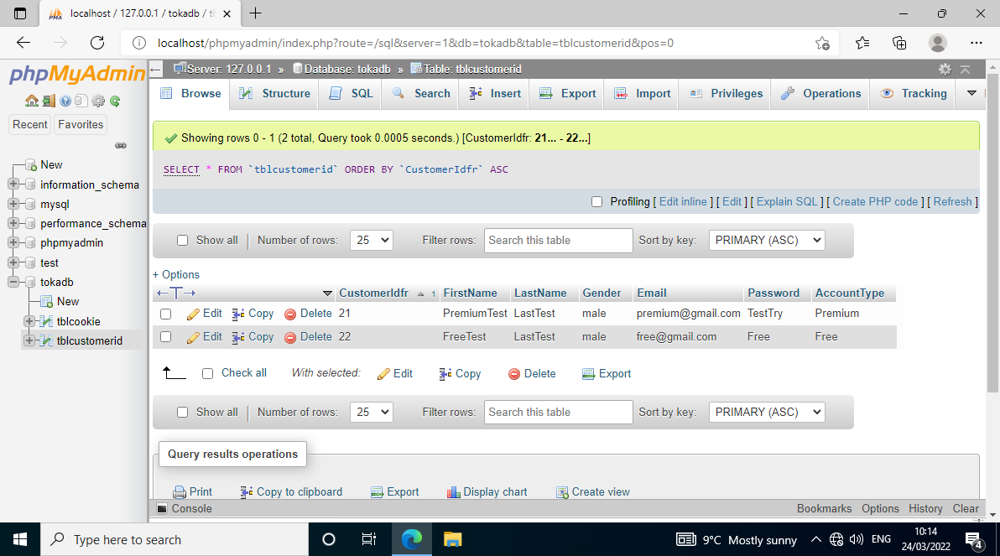 localhost / 127.0.0.1 / tokadb / t
localhost/phpmyadmin/index.php?route=/sql&server=1&db=tokadb&table=tblcustomerid&pos=0
phpMyAdmin
Recent Favorites
New
information_schema
mysql
performance_schema
phpmyadmin
test
tokadb
New
tblcookie
tblcustomerid
Server: 127.0.0.1 » Database: tokadb » Table: tblcustomerid
Browse Structure SQL Search Insert Export Import Privileges Operations Tracking
Showing rows 0 - 1 (2 total, Query took 0.0005 seconds.) [CustomerIdfr: 21... - 22...]
SELECT * FROM `tblcustomerid` ORDER BY `CustomerIdfr` ASC
Profiling [ Edit inline ] [ Edit ] [ Explain SQL ] [ Create PHP code ] [ Refresh ]
Show all Number of rows: 25 Filter rows: Search this table Sort by key: PRIMARY (ASC)
+ Options
←T→ CustomerIdfr 1 FirstName LastName Gender Email Password AccountType
Edit Copy Delete 21 PremiumTest LastTest male premium@gmail.com TestTry Premium
Edit Copy Delete 22 FreeTest LastTest male free@gmail.com Free Free
Check all With selected: Edit Copy Delete Export
Show all Number of rows: 25 Filter rows: Search this table Sort by key: PRIMARY (ASC)
Query results operations
Print Copy to clipboard Export Display chart Create view
Console Bookmarks Options History Clear
Type here to search
9°C Mostly sunny
ENG
10:14
24/03/2022
4